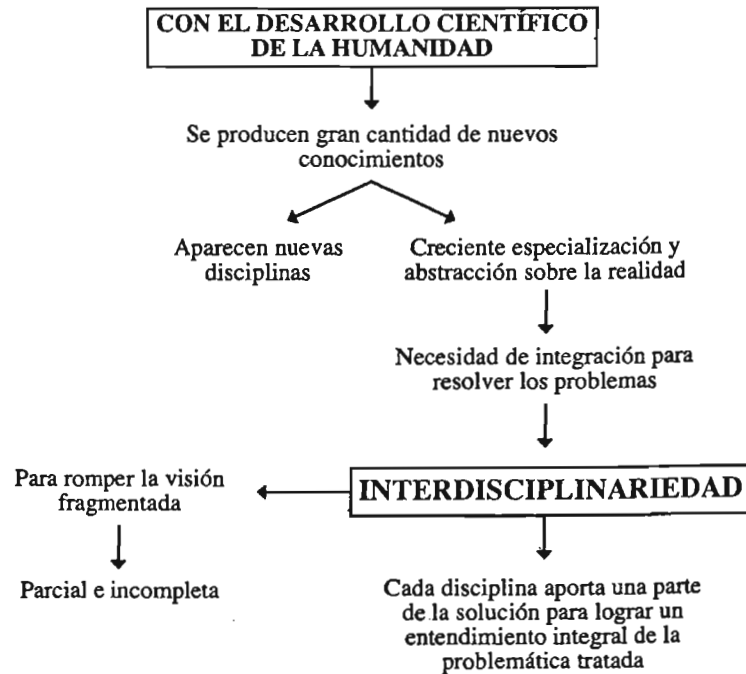 CON EL DESARROLLO CIENTÍFICO
DE LA HUMANIDAD
Se producen gran cantidad de nuevos
conocimientos
Aparecen nuevas
disciplinas
Creciente especialización y
abstracción sobre la realidad
Necesidad de integración para
resolver los problemas
Para romper la visión
fragmentada
INTERDISCIPLINARIEDAD
Parcial e incompleta
Cada disciplina aporta una parte
de la solución para lograr un
entendimiento integral de la
problemática tratada